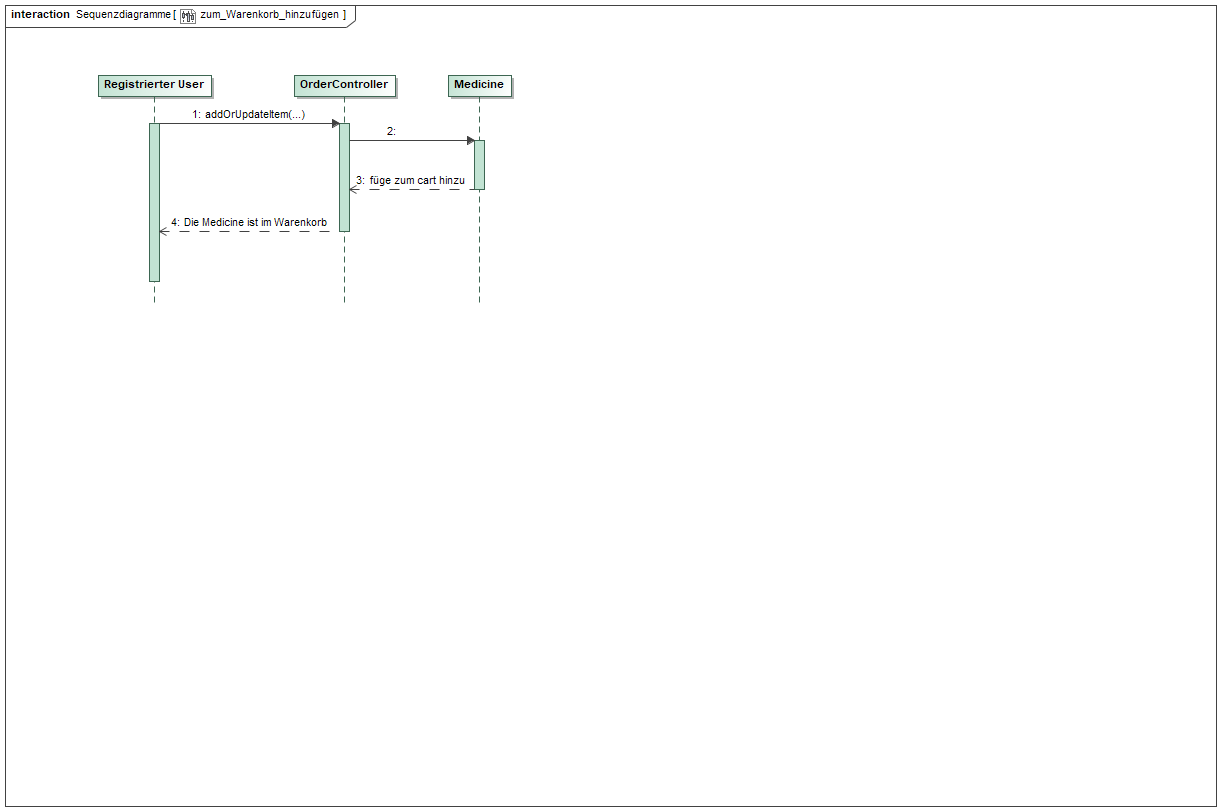 interaction Sequenzdiagramme [ zum_Warenkorb_hinzufügen ]
Registrierter User
OrderController
Medicine
1: addOrUpdateItem(...)
2:
3: füge zum cart hinzu
4: Die Medicine ist im Warenkorb